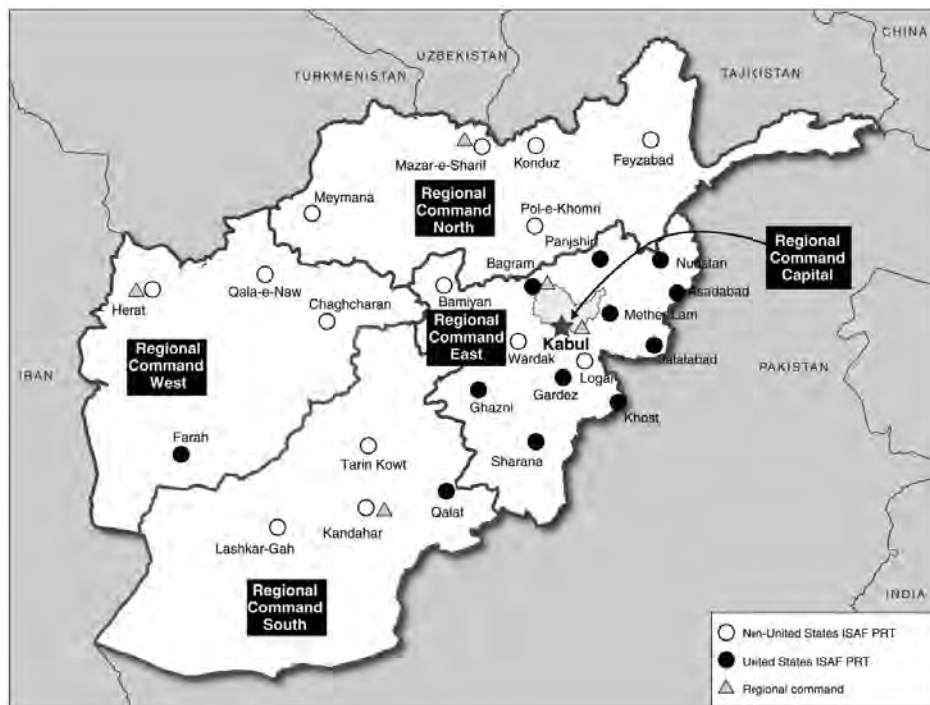 CHINA
UZBEKISTAN
TURKMENISTAN
TAJIKISTAN
Mazar-e-Sharif
Konduz
Feyzabad
Meymana
Regional
Command
North
Pol-e-Khomri
Panjshir
Regional
Command
Capital
Bagram
Nuristan
Qala-e-Naw
Herat
Bamiyan
Asadabad
Chaghcharan
Regional
Command
East
Mether Lam
Kabul
Regional
Command
West
Wardak
Jalalabad
IRAN
PAKISTAN
Logar
Gardez
Ghazni
Khost
Farah
Tarin Kowt
Sharana
Qalat
Kandahar
Lashkar-Gah
Regional
Command
South
INDIA
Non-United States ISAF PRT
United States ISAF PRT
Regional command